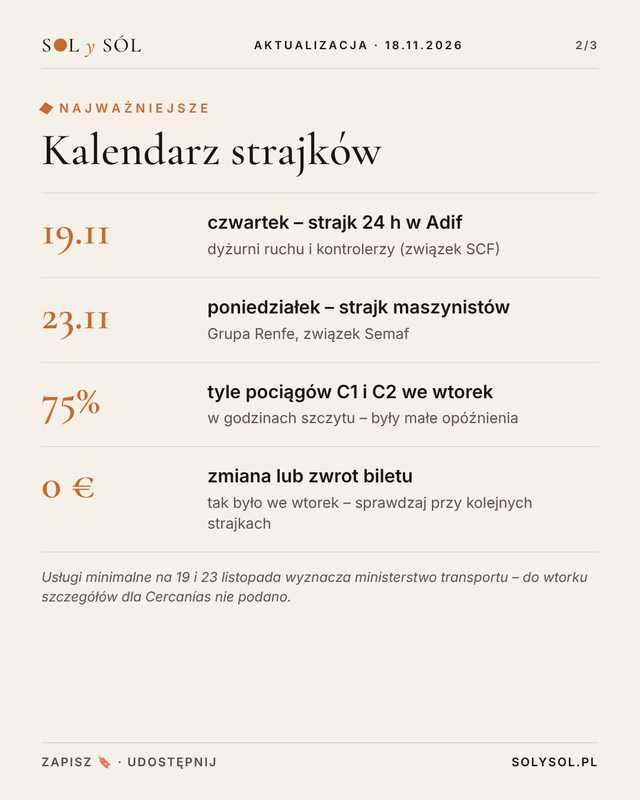 SOL y SÓL
AKTUALIZACJA · 18.11.2026
2/3
NAJWAŻNIEJSZE
Kalendarz strajków
19.11
czwartek – strajk 24 h w Adif
dyżurni ruchu i kontrolerzy (związek SCF)
23.11
poniedziałek – strajk maszynistów
Grupa Renfe, związek Semaf
75%
tyle pociągów C1 i C2 we wtorek
w godzinach szczytu – były małe opóźnienia
0 €
zmiana lub zwrot biletu
tak było we wtorek – sprawdzaj przy kolejnych
strajkach
Usługi minimalne na 19 i 23 listopada wyznacza ministerstwo transportu – do wtorku
szczegółów dla Cercanías nie podano.
ZAPISZ 🔖 · UDOSTĘPNIJ
SOLYSOL.PL